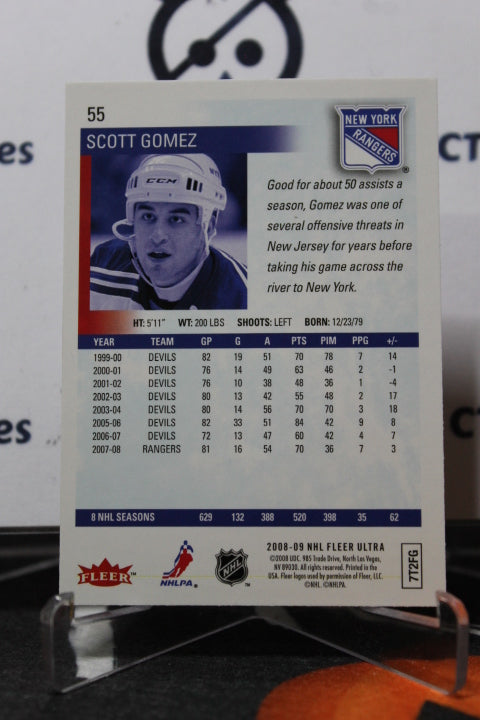 55
SCOTT GOMEZ
NEW YORK
RANGERS
®
CCM
Good for about 50 assists a
season, Gomez was one of
several offensive threats in
New Jersey for years before
taking his game across the
river to New York.
HT: 5'11" WT: 200 LBS SHOOTS: LEFT BORN: 12/23/79
YEAR TEAM GP G A PTS PIM PPG +/-
1999-00 DEVILS 82 19 51 70 78 7 14
2000-01 DEVILS 76 14 49 63 46 2 -1
2001-02 DEVILS 76 10 38 48 36 1 -4
2002-03 DEVILS 80 13 42 55 48 2 17
2003-04 DEVILS 80 14 56 70 70 3 18
2005-06 DEVILS 82 33 51 84 42 9 8
2006-07 DEVILS 72 13 47 60 42 4 7
2007-08 RANGERS 81 16 54 70 36 7 3
8 NHL SEASONS 629 132 388 520 398 35 62
FLEER
NHLPA
NHL
2008-09 NHL FLEER ULTRA
©2008 UDC. 985 Trade Drive, North Las Vegas,
NV 89030. All rights reserved. Printed in the
USA. Fleer logos used by permission of Fleer, LLC.
©NHL. ©NHLPA.
7T2FG
es
CT
es